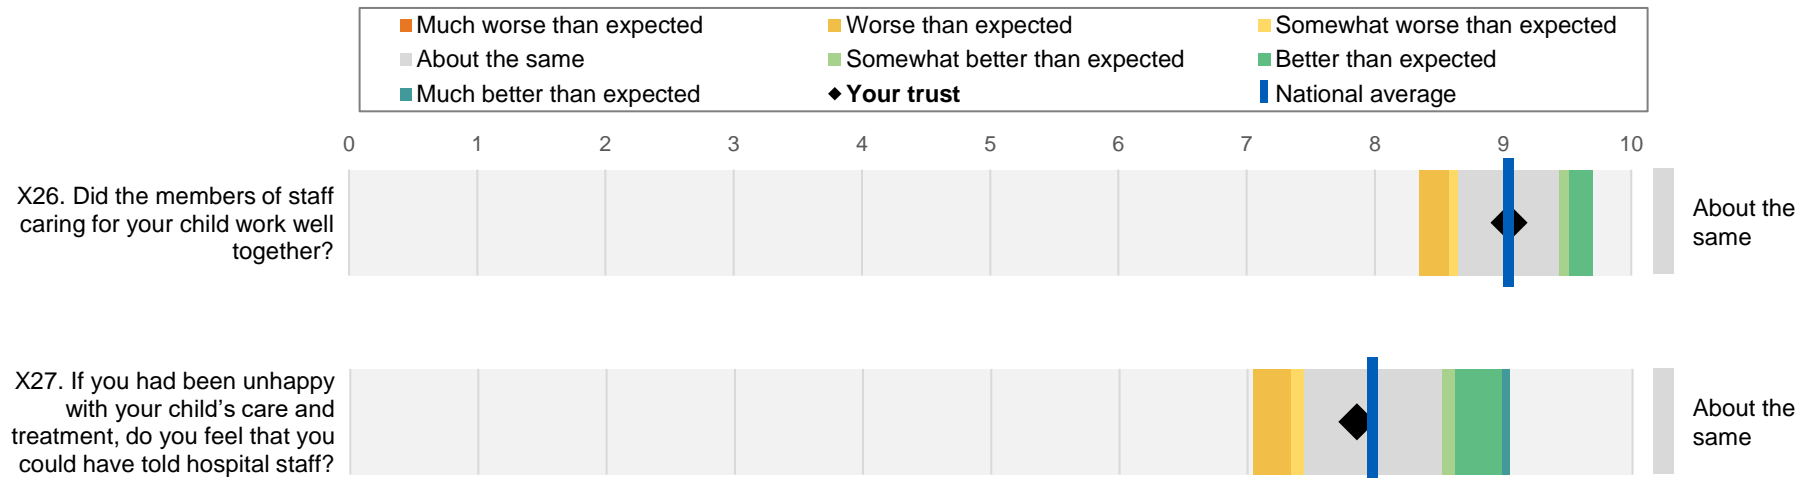 Much worse than expected
Worse than expected
Somewhat worse than expected
About the same
Somewhat better than expected
Better than expected
Much better than expected
Your trust
National average
0 1 2 3 4 5 6 7 8 9 10
X26. Did the members of staff
caring for your child work well
together?
About the
same
X27. If you had been unhappy
with your child’s care and
treatment, do you feel that you
could have told hospital staff?
About the
same